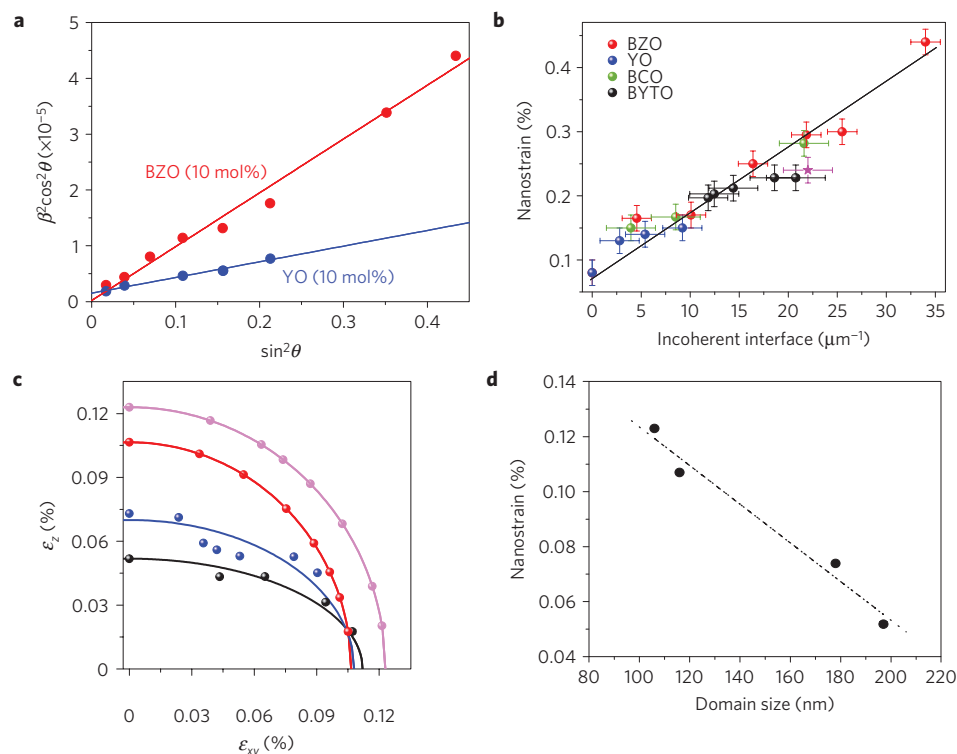 a
β²cos²θ (×10⁻⁵)
5
4
3
2
1
0
BZO (10 mol%)
YO (10 mol%)
0 0.1 0.2 0.3 0.4
sin²θ
b
Nanostrain (%)
0.4
0.3
0.2
0.1
BZO
YO
BCO
BYTO
0 5 10 15 20 25 30 35
Incoherent interface (μm⁻¹)
c
εz (%)
0.12
0.09
0.06
0.03
0
0 0.03 0.06 0.09 0.12
εxy (%)
d
Nanostrain (%)
0.14
0.12
0.10
0.08
0.06
0.04
80 100 120 140 160 180 200 220
Domain size (nm)